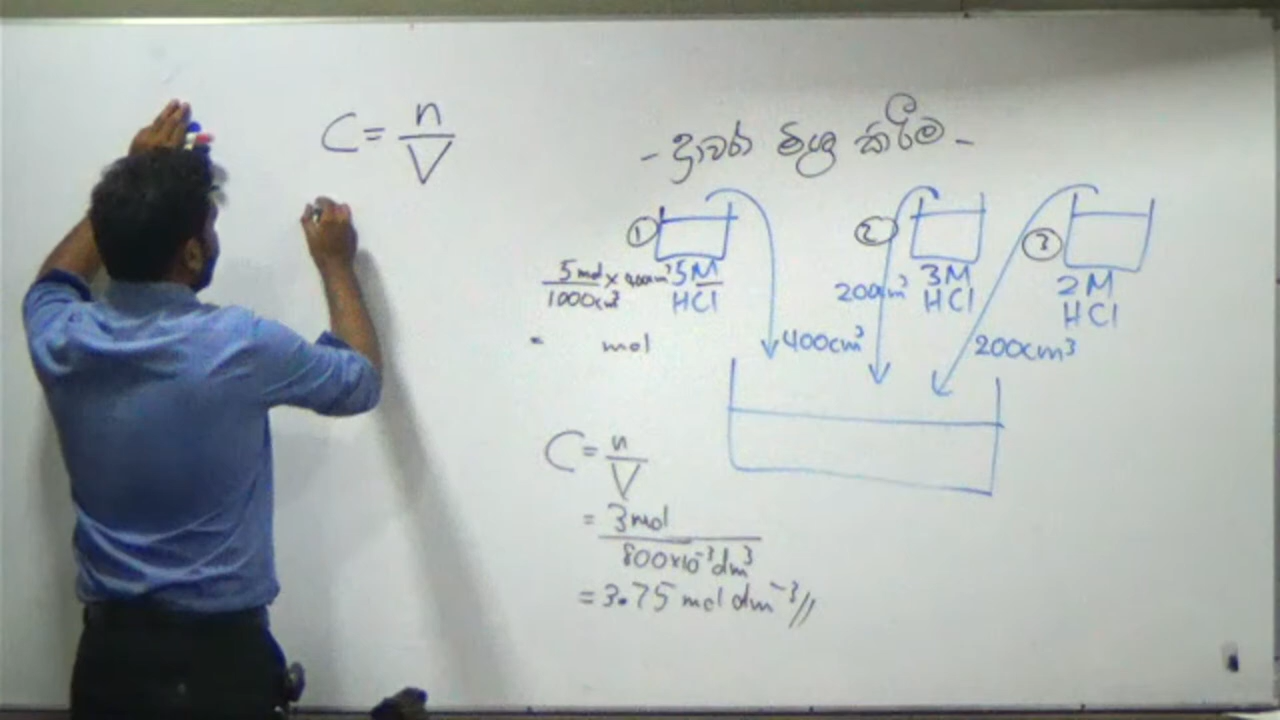 C = n/V
- ද්‍රාවණ මිශ්‍ර කිරීම -
① ② ③
5 mol/1000cm³ × 400cm³ 5M 3M 2M
HCl HCl HCl
= mol
400cm³ 200cm³ 200cm³
C = n/V
= 3mol/800×10⁻³dm³
= 3.75 mol dm⁻³//